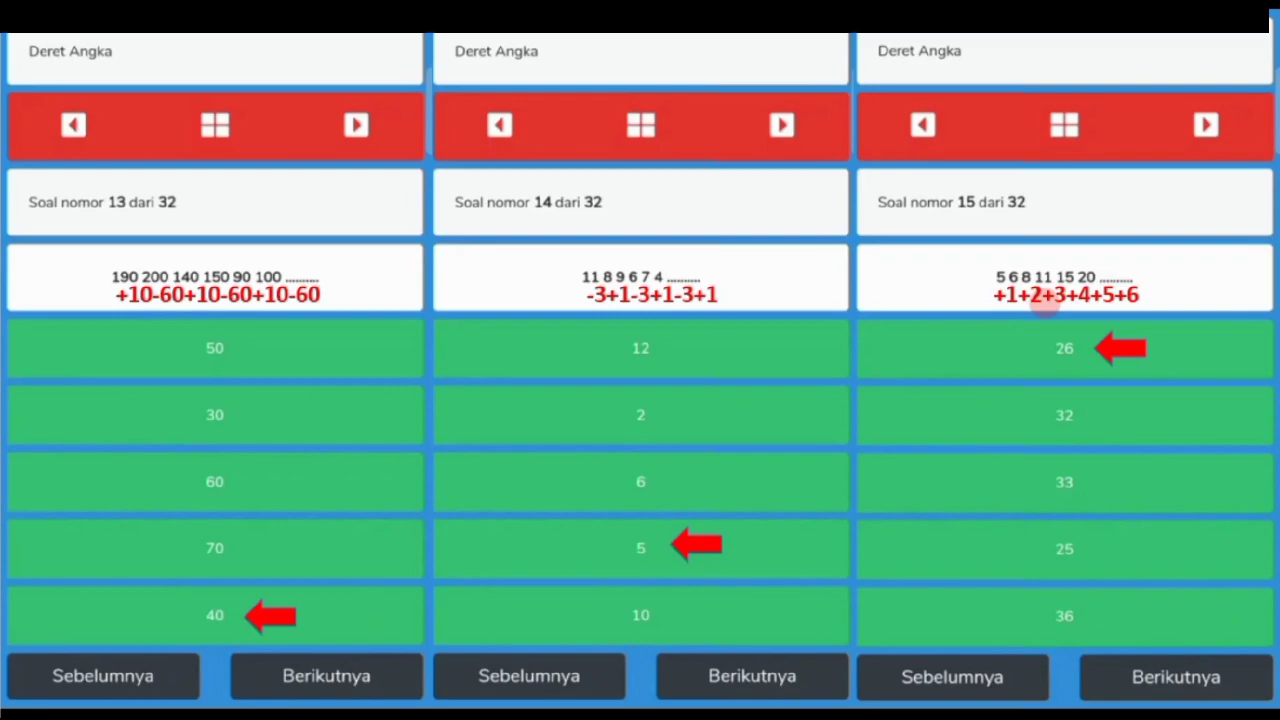 Deret Angka
Soal nomor 13 dari 32
190 200 140 150 90 100 ..........
+10-60+10-60+10-60
50
30
60
70
40
Sebelumnya
Berikutnya
Deret Angka
Soal nomor 14 dari 32
11 8 9 6 7 4 ..........
-3+1-3+1-3+1
12
2
6
5
10
Sebelumnya
Berikutnya
Deret Angka
Soal nomor 15 dari 32
5 6 8 11 15 20 ..........
+1+2+3+4+5+6
26
32
33
25
36
Sebelumnya
Berikutnya